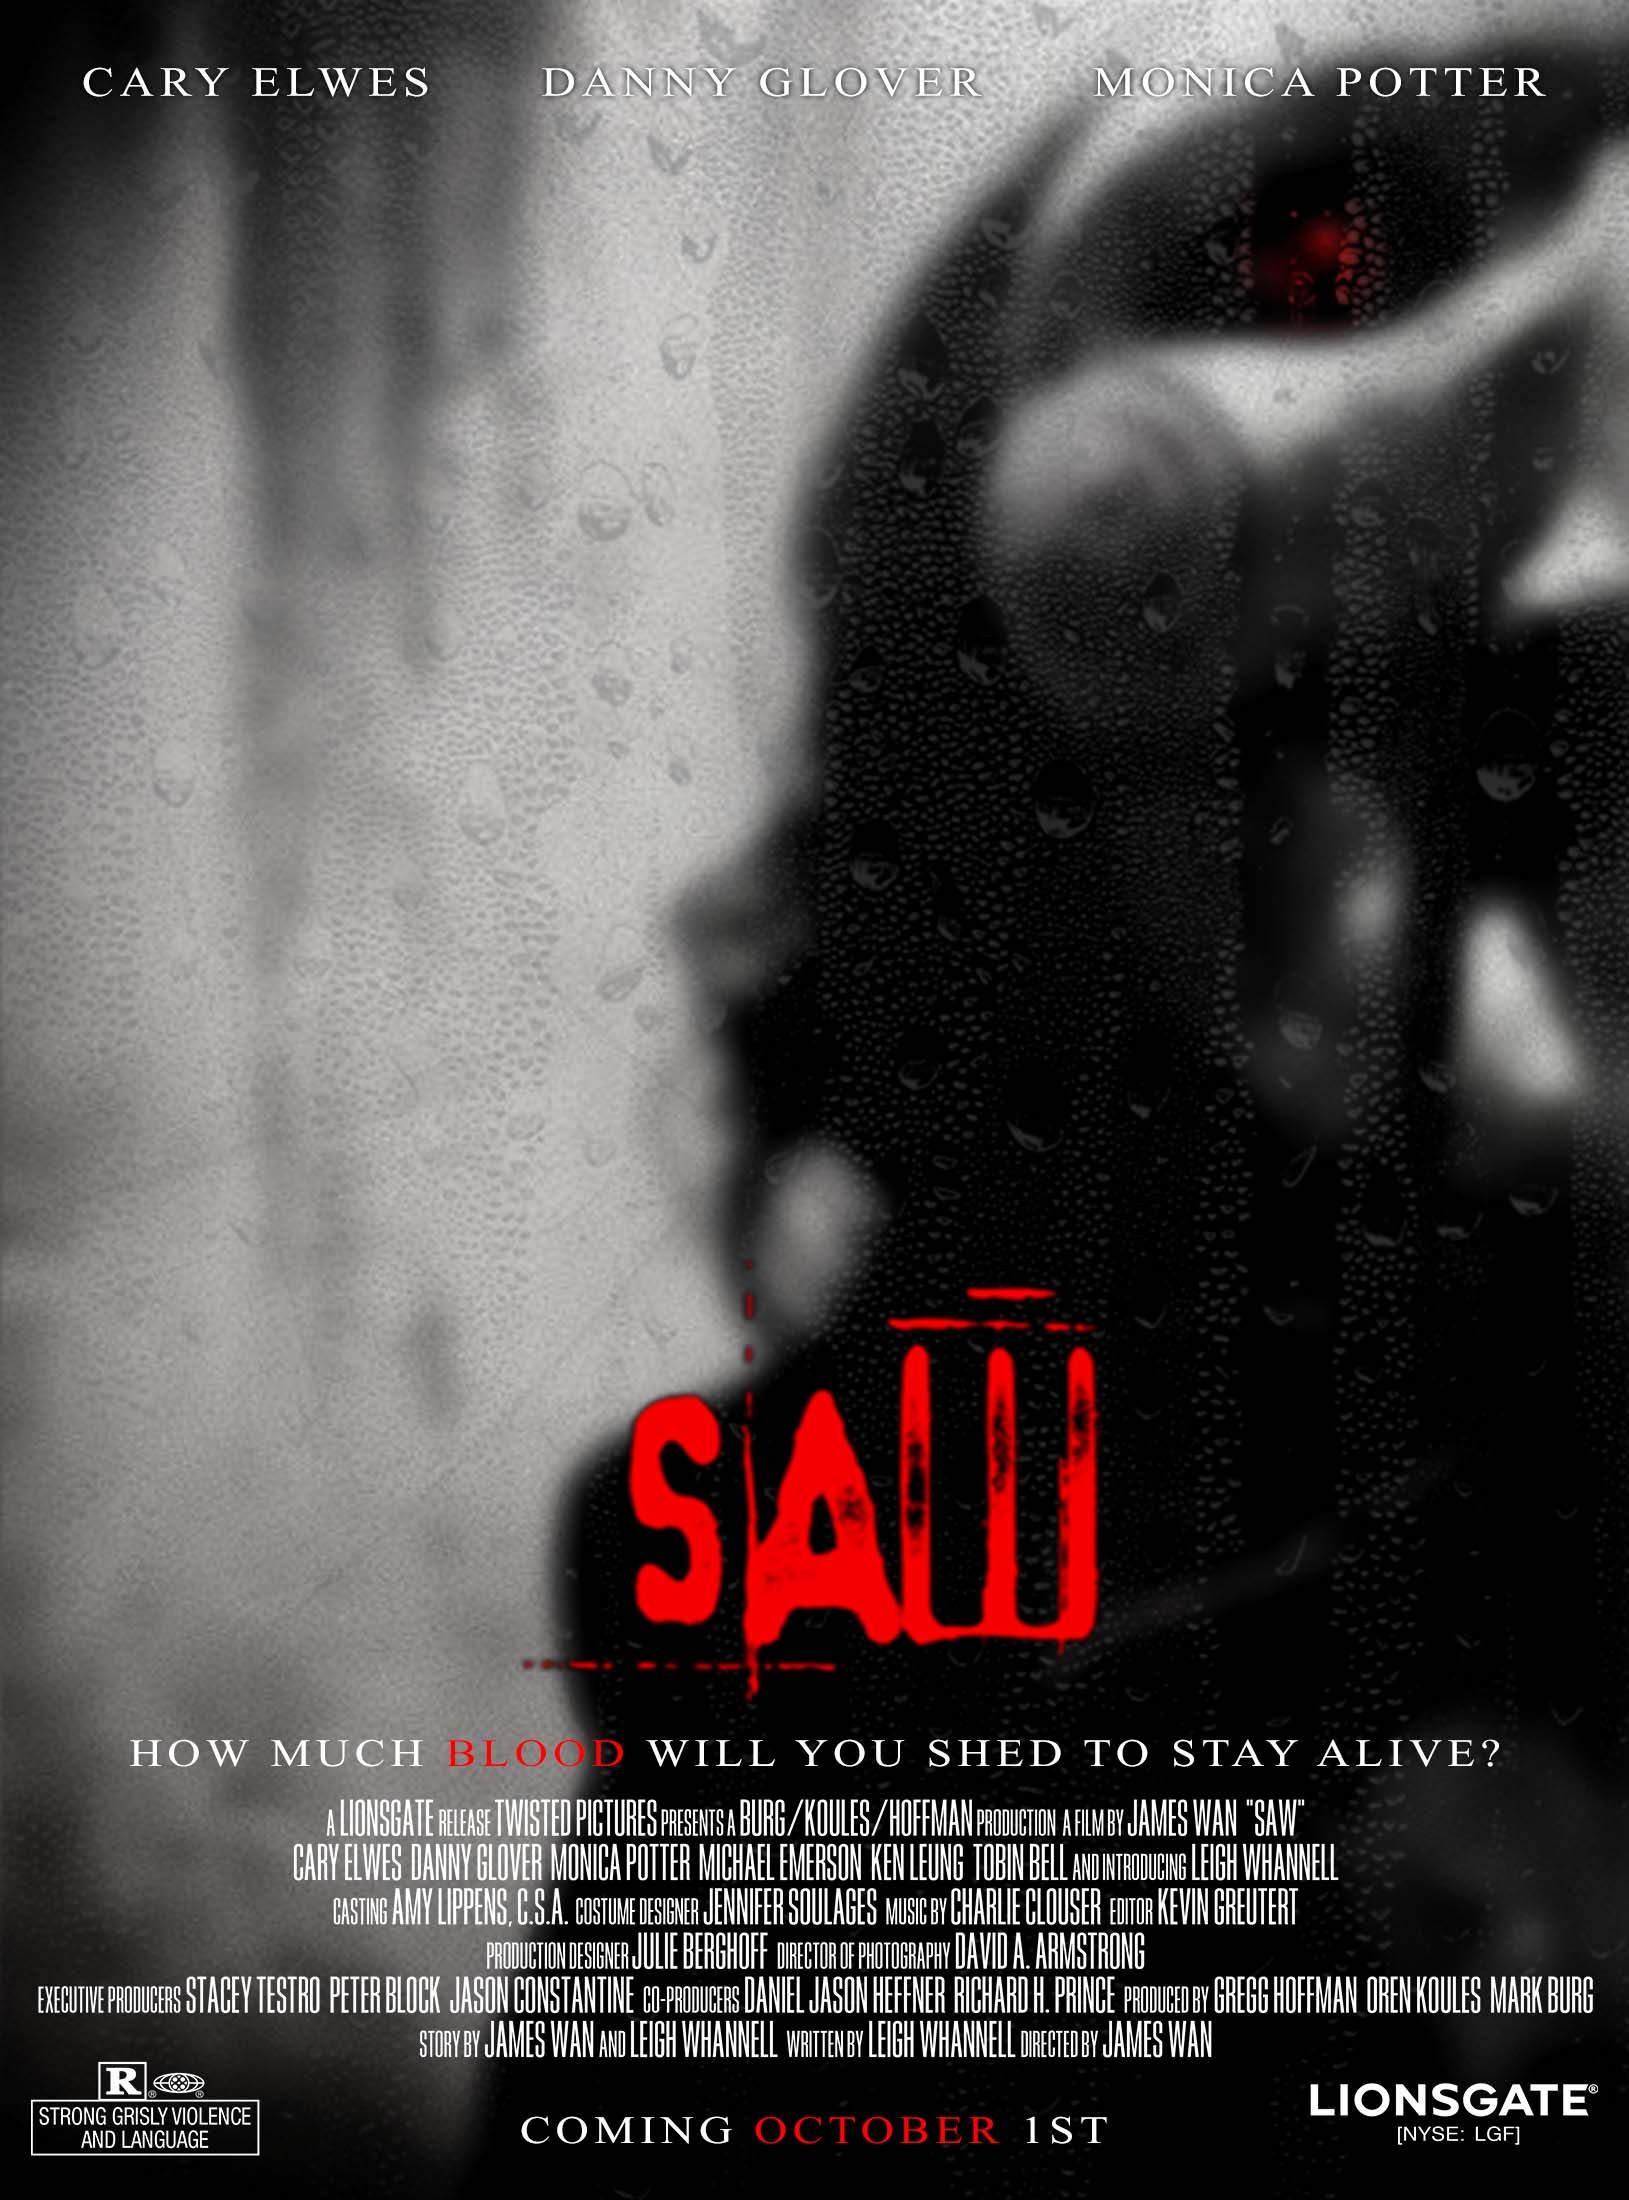 CARY ELWES DANNY GLOVER MONICA POTTER
SAW
HOW MUCH BLOOD WILL YOU SHED TO STAY ALIVE?
A LIONSGATE RELEASE TWISTED PICTURES PRESENTS A BURG/KOULES/HOFFMAN PRODUCTION A FILM BY JAMES WAN "SAW"
CARY ELWES DANNY GLOVER MONICA POTTER MICHAEL EMERSON KEN LEUNG TOBIN BELL AND INTRODUCING LEIGH WHANNELL
CASTING AMY LIPPENS, C.S.A. COSTUME DESIGNER JENNIFER SOULAGES MUSIC BY CHARLIE CLOUSER EDITOR KEVIN GREUTERT
PRODUCTION DESIGNER JULIE BERGHOFF DIRECTOR OF PHOTOGRAPHY DAVID A. ARMSTRONG
EXECUTIVE PRODUCERS STACEY TESTRO PETER BLOCK JASON CONSTANTINE CO-PRODUCERS DANIEL JASON HEFFNER RICHARD H. PRINCE PRODUCED BY GREGG HOFFMAN OREN KOULES MARK BURG
STORY BY JAMES WAN AND LEIGH WHANNELL WRITTEN BY LEIGH WHANNELL DIRECTED BY JAMES WAN
R ® ®
STRONG GRISLY VIOLENCE
AND LANGUAGE
COMING OCTOBER 1ST
LIONSGATE®
[NYSE: LGF]